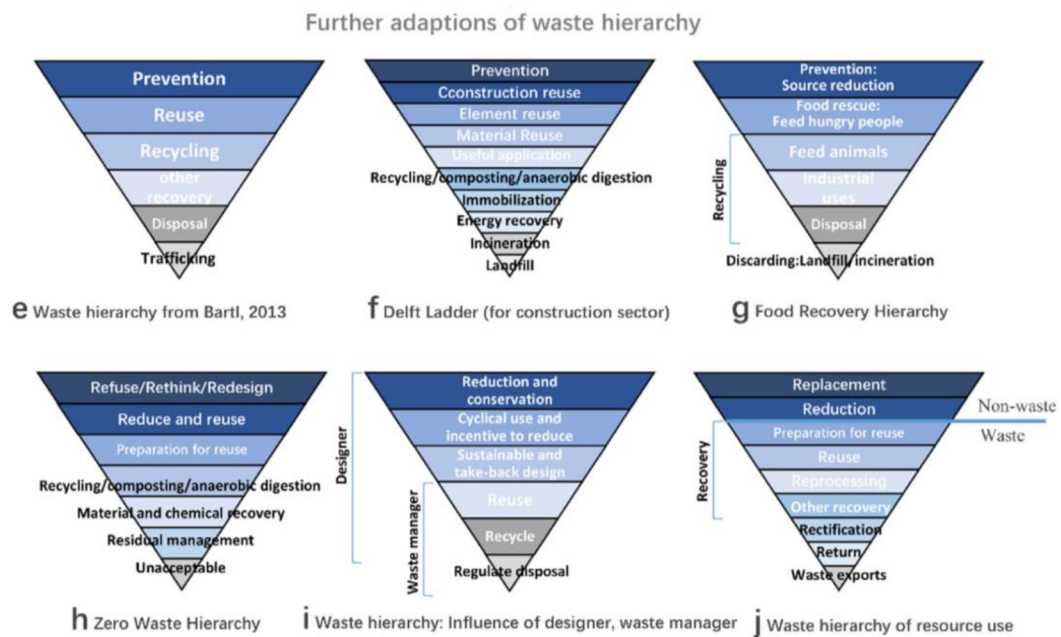 Further adaptions of waste hierarchy
Prevention
Reuse
Recycling
other
recovery
Disposal
Trafficking
e Waste hierarchy from Bartl, 2013
Prevention
Cconstruction reuse
Element reuse
Material Reuse
Useful application
Recycling/composting/anaerobic digestion
Immobilization
Energy recovery
Incineration
Landfill
f Delft Ladder (for construction sector)
Prevention:
Source reduction
Food rescue:
Feed hungry people
Feed animals
Industrial
uses
Disposal
Discarding:Landfill/incineration
Recycling
g Food Recovery Hierarchy
Refuse/Rethink/Redesign
Reduce and reuse
Preparation for reuse
Recycling/composting/anaerobic digestion
Material and chemical recovery
Residual management
Unacceptable
h Zero Waste Hierarchy
Designer
Waste manager
Reduction and
conservation
Cyclical use and
incentive to reduce
Sustainable and
take-back design
Reuse
Recycle
Regulate disposal
i Waste hierarchy: Influence of designer, waste manager
Replacement
Reduction
Non-waste
Waste
Preparation for reuse
Reuse
Reprocessing
Other recovery
Rectification
Return
Waste exports
Recovery
j Waste hierarchy of resource use